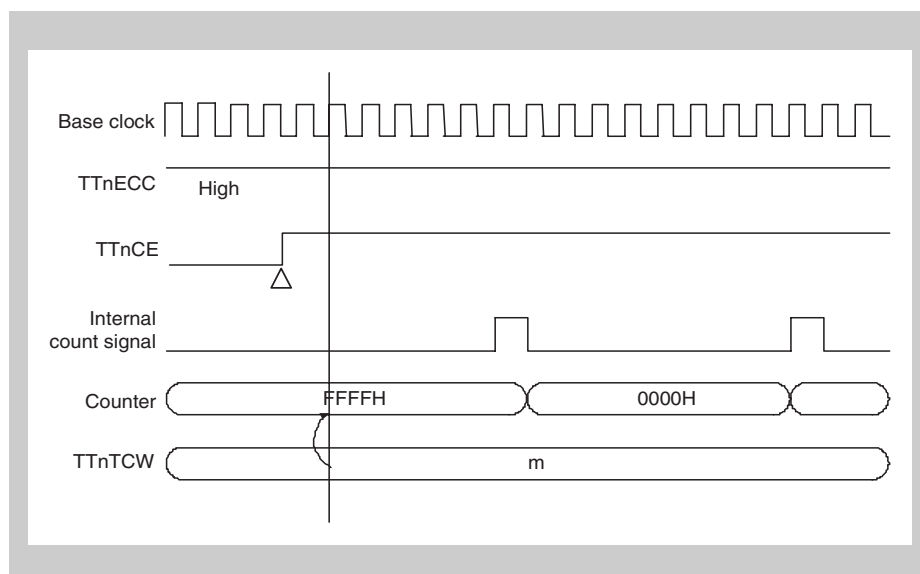 Base clock
TTnECC
High
TTnCE
Internal
count signal
Counter
FFFFH
0000H
TTnTCW
m